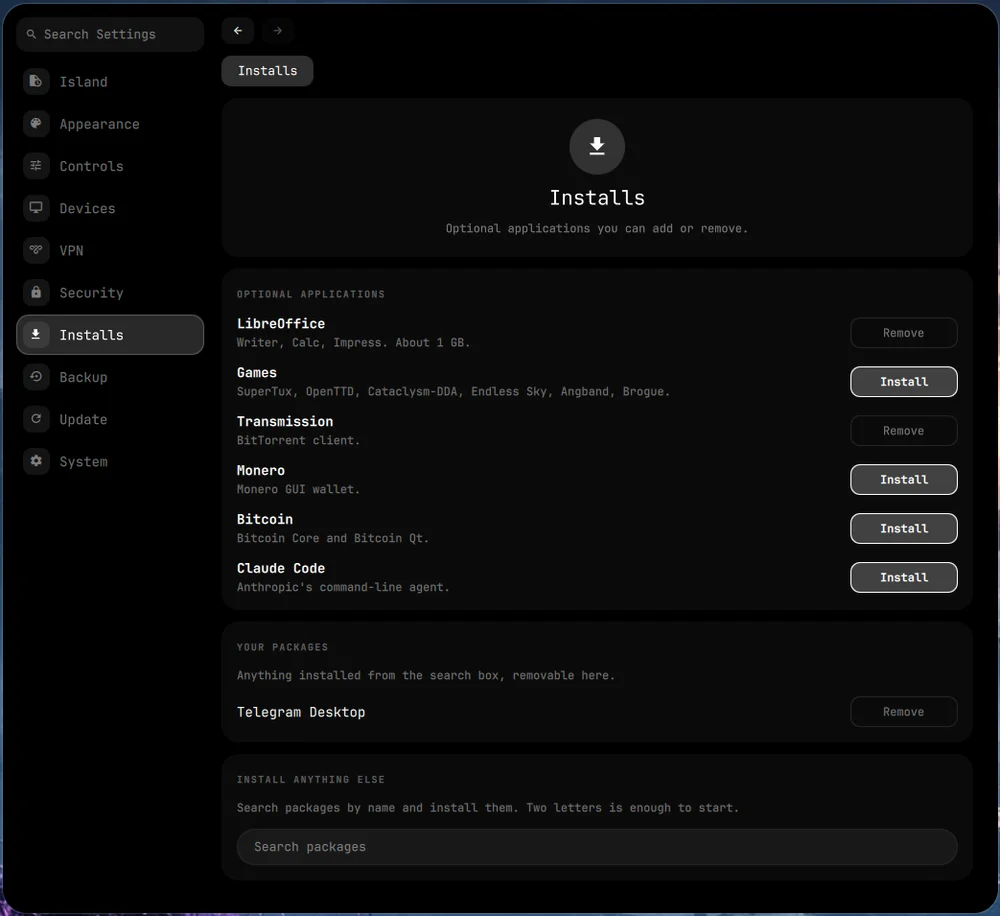 Search Settings
Island
Appearance
Controls
Devices
VPN
Security
Installs
Backup
Update
System
Installs
Installs
Optional applications you can add or remove.
OPTIONAL APPLICATIONS
LibreOffice
Writer, Calc, Impress. About 1 GB.
Remove
Games
SuperTux, OpenTTD, Cataclysm-DDA, Endless Sky, Angband, Brogue.
Install
Transmission
BitTorrent client.
Remove
Monero
Monero GUI wallet.
Install
Bitcoin
Bitcoin Core and Bitcoin Qt.
Install
Claude Code
Anthropic's command-line agent.
Install
YOUR PACKAGES
Anything installed from the search box, removable here.
Telegram Desktop
Remove
INSTALL ANYTHING ELSE
Search packages by name and install them. Two letters is enough to start.
Search packages